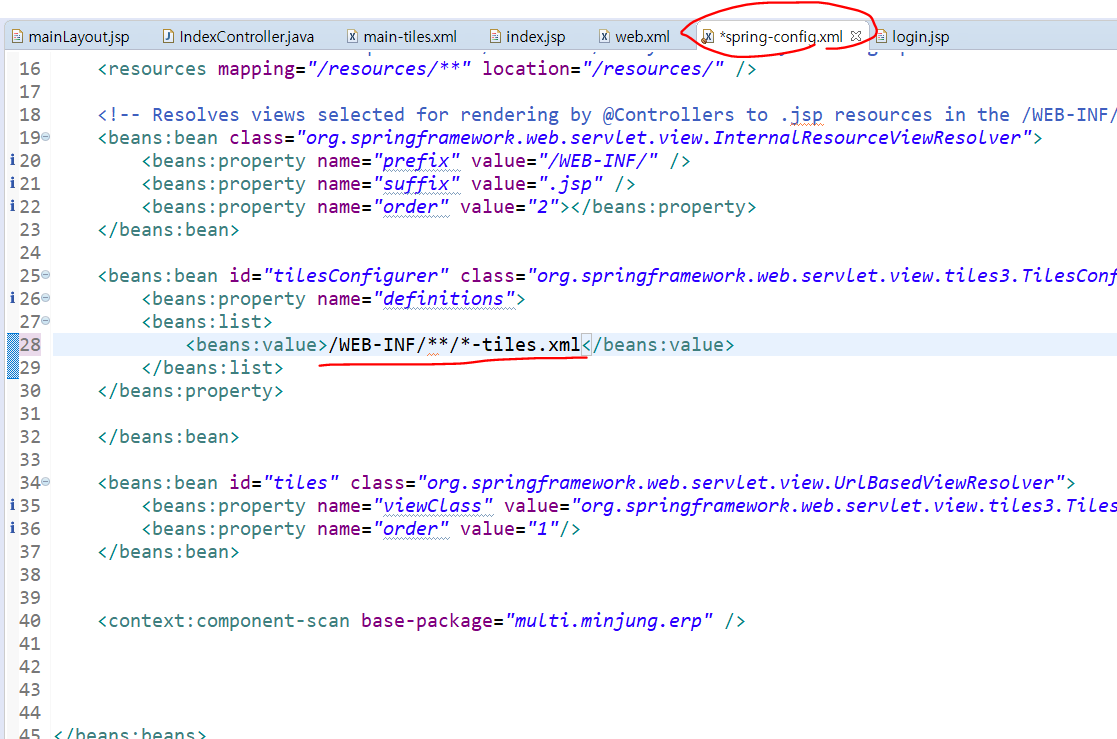 mainLayout.jsp IndexController.java main-tiles.xml index.jsp web.xml *spring-config.xml login.jsp
16 <resources mapping="/resources/**" location="/resources/" />
17
18 <!-- Resolves views selected for rendering by @Controllers to .jsp resources in the /WEB-INF/
19 <beans:bean class="org.springframework.web.servlet.view.InternalResourceViewResolver">
20 <beans:property name="prefix" value="/WEB-INF/" />
21 <beans:property name="suffix" value=".jsp" />
22 <beans:property name="order" value="2"></beans:property>
23 </beans:bean>
24
25 <beans:bean id="tilesConfigurer" class="org.springframework.web.servlet.view.tiles3.TilesConf
26 <beans:property name="definitions">
27 <beans:list>
28 <beans:value>/WEB-INF/**/*-tiles.xml</beans:value>
29 </beans:list>
30 </beans:property>
31
32 </beans:bean>
33
34 <beans:bean id="tiles" class="org.springframework.web.servlet.view.UrlBasedViewResolver">
35 <beans:property name="viewClass" value="org.springframework.web.servlet.view.tiles3.Tiles
36 <beans:property name="order" value="1"/>
37 </beans:bean>
38
39
40 <context:component-scan base-package="multi.minjung.erp" />
41
42
43
44
45 </beans:beans>